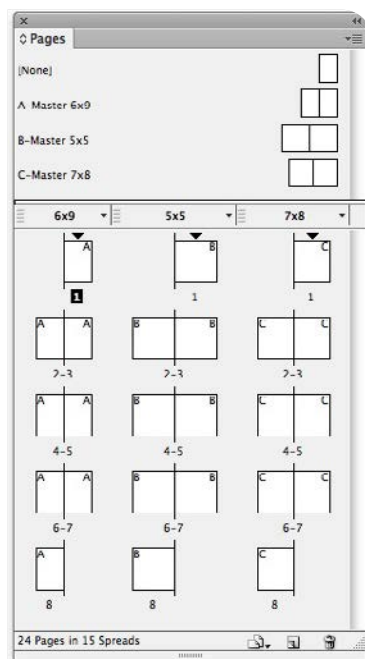 Pages
[None]
A Master 6x9
B-Master 5x5
C-Master 7x8
6x9 5x5 7x8
A B C
1 1 1
A A B B C C
2-3 2-3 2-3
A A B B C C
4-5 4-5 4-5
A A B B C C
6-7 6-7 6-7
A B C
8 8 8
24 Pages in 15 Spreads